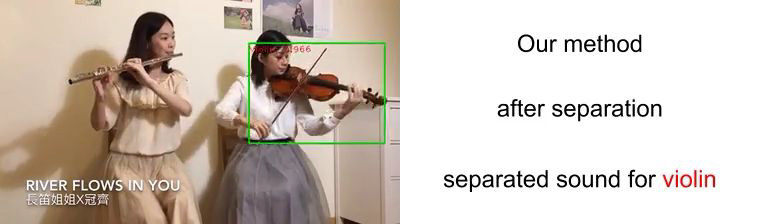 RIVER FLOWS IN YOU
長笛姐姐X冠齊
Our method
after separation
separated sound for violin